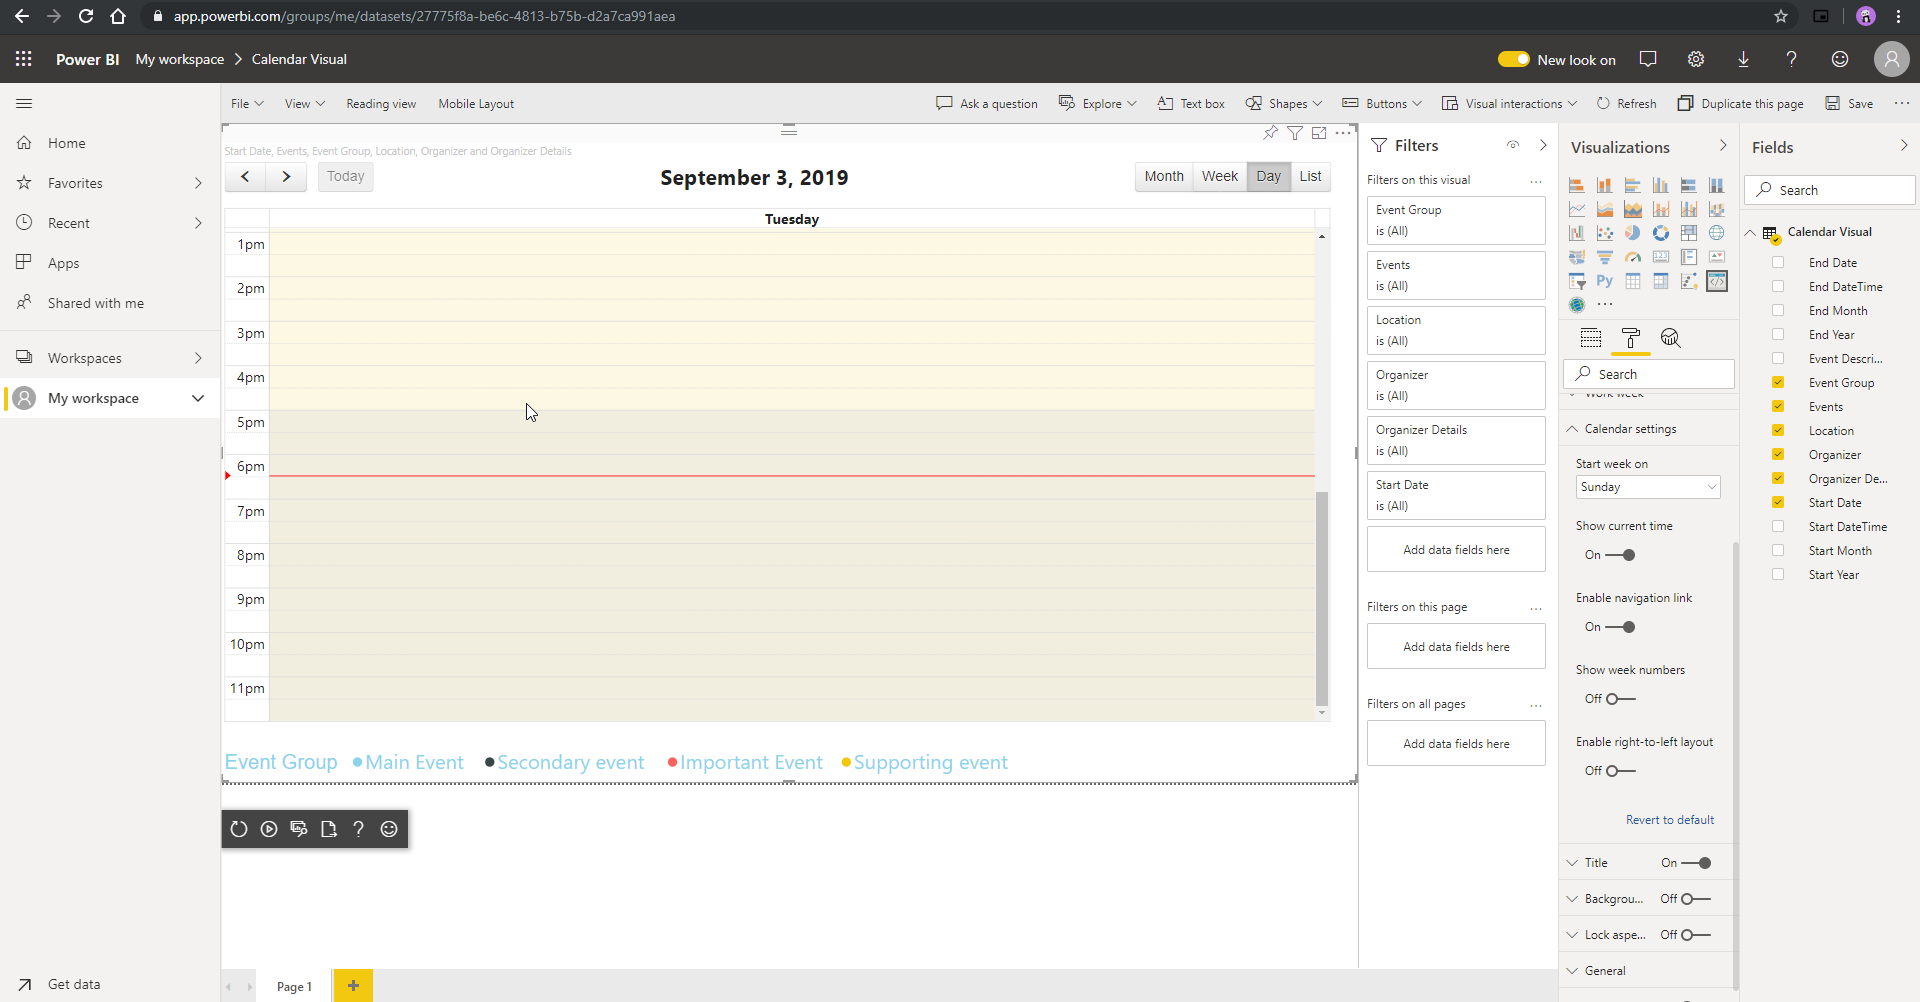 app.powerbi.com/groups/me/datasets/27775f8a-be6c-4813-b75b-d2a7ca991aea
Power BI My workspace > Calendar Visual
New look on
File View Reading view Mobile Layout
Ask a question Explore Text box Shapes Buttons Visual interactions Refresh Duplicate this page Save
Home
Favorites
Recent
Apps
Shared with me
Workspaces
My workspace
Get data
Start Date, Events, Event Group, Location, Organizer and Organizer Details
Today
September 3, 2019
Month Week Day List
Tuesday
1pm
2pm
3pm
4pm
5pm
6pm
7pm
8pm
9pm
10pm
11pm
Event Group Main Event Secondary event Important Event Supporting event
Page 1
Filters
Filters on this visual
Event Group
is (All)
Events
is (All)
Location
is (All)
Organizer
is (All)
Organizer Details
is (All)
Start Date
is (All)
Add data fields here
Filters on this page
Add data fields here
Filters on all pages
Add data fields here
Visualizations
Py
Search
Work week
Calendar settings
Start week on
Sunday
Show current time
On
Enable navigation link
On
Show week numbers
Off
Enable right-to-left layout
Off
Revert to default
Title On
Backgrou... Off
Lock aspe... Off
General
Fields
Search
Calendar Visual
End Date
End DateTime
End Month
End Year
Event Descri...
Event Group
Events
Location
Organizer
Organizer De...
Start Date
Start DateTime
Start Month
Start Year